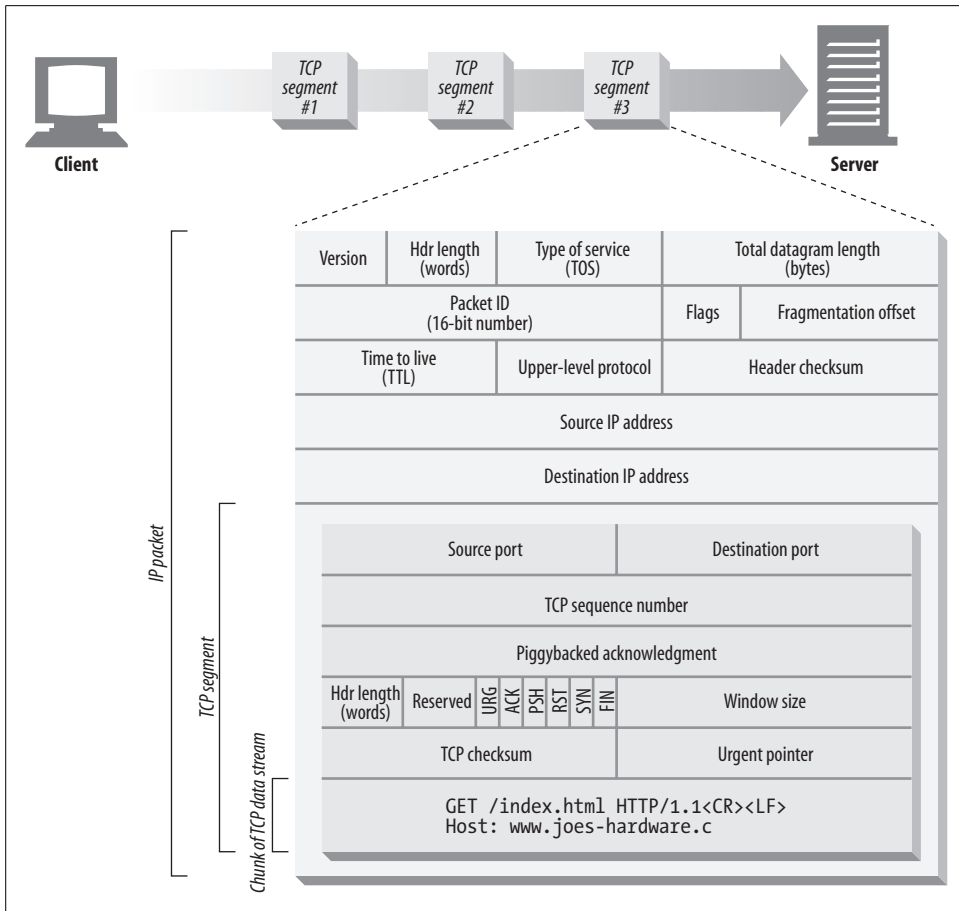 TCP
segment
#1
TCP
segment
#2
TCP
segment
#3
Client
Server
IP packet
Version
Hdr length
(words)
Type of service
(TOS)
Total datagram length
(bytes)
Packet ID
(16-bit number)
Flags
Fragmentation offset
Time to live
(TTL)
Upper-level protocol
Header checksum
Source IP address
Destination IP address
TCP segment
Source port
Destination port
TCP sequence number
Piggybacked acknowledgment
Hdr length
(words)
Reserved
URG
ACK
PSH
RST
SYN
FIN
Window size
TCP checksum
Urgent pointer
Chunk of TCP data stream
GET /index.html HTTP/1.1<CR><LF>
Host: www.joes-hardware.c